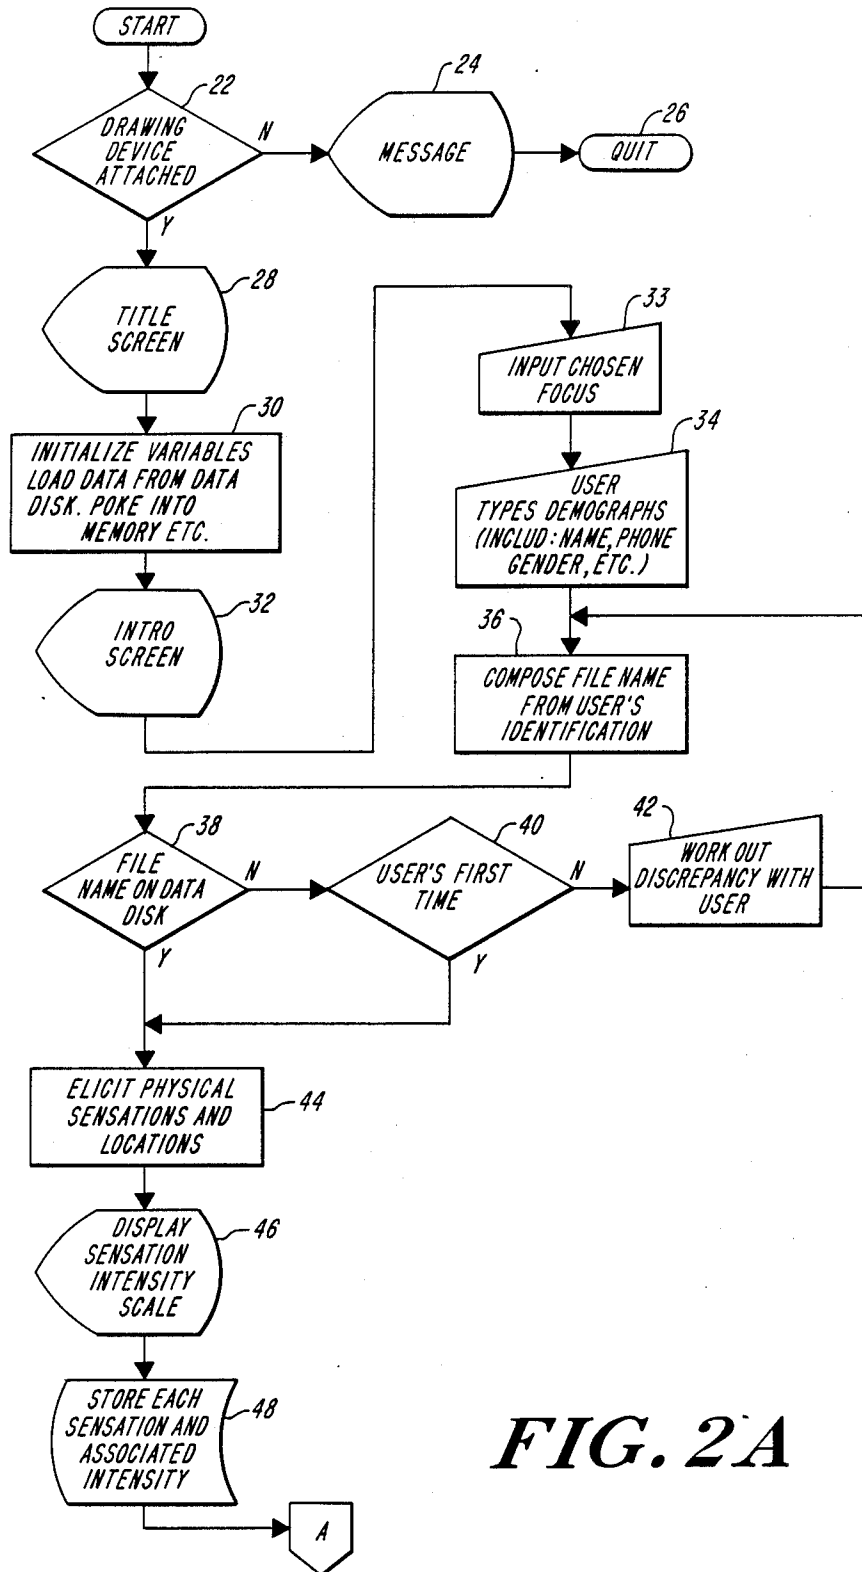 START
22
DRAWING
DEVICE
ATTACHED
N
Y
24
MESSAGE
26
QUIT
28
TITLE
SCREEN
30
INITIALIZE VARIABLES
LOAD DATA FROM DATA
DISK. POKE INTO
MEMORY ETC.
32
INTRO
SCREEN
33
INPUT CHOSEN
FOCUS
34
USER
TYPES DEMOGRAPHS
(INCLUD: NAME, PHONE
GENDER, ETC.)
36
COMPOSE FILE NAME
FROM USER'S
IDENTIFICATION
38
FILE
NAME ON DATA
DISK
N
Y
40
USER'S FIRST
TIME
N
Y
42
WORK OUT
DISCREPANCY WITH
USER
ELICIT PHYSICAL
SENSATIONS AND
LOCATIONS
44
DISPLAY
SENSATION
INTENSITY
SCALE
46
STORE EACH
SENSATION AND
ASSOCIATED
INTENSITY
48
A
FIG. 2A